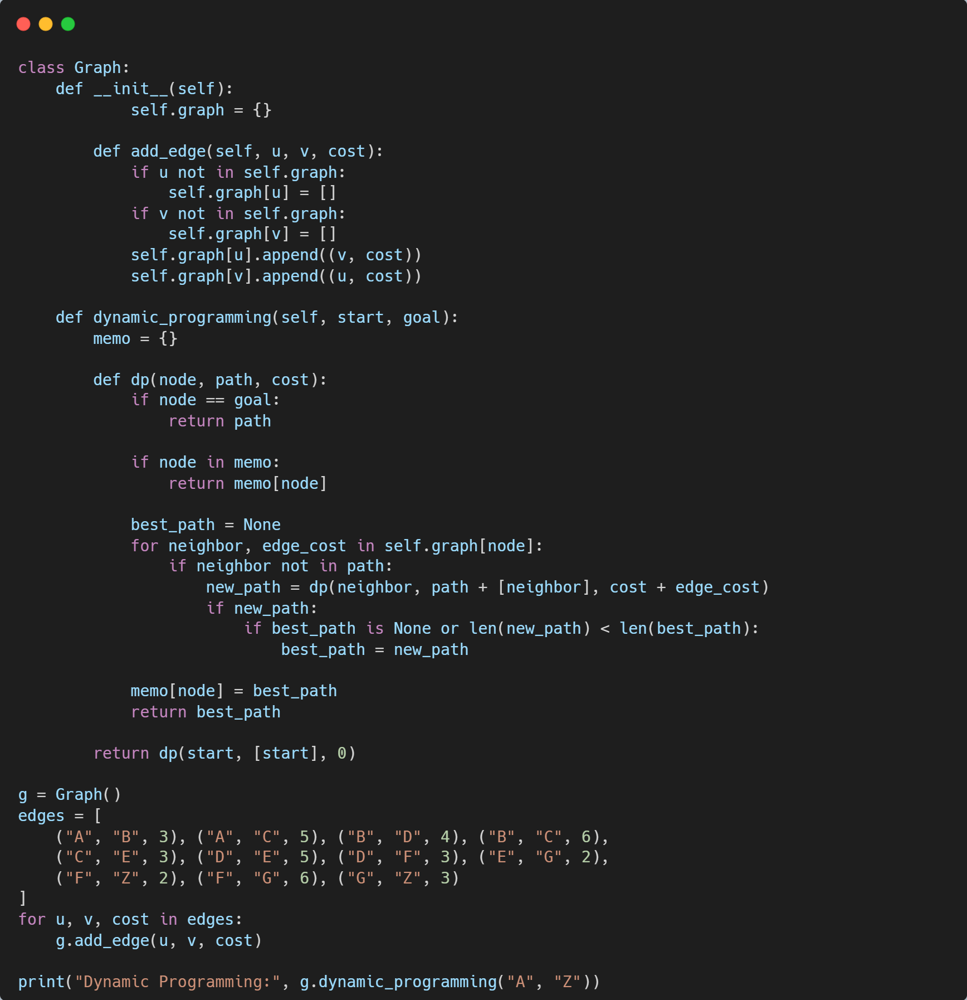 class Graph:
    def __init__(self):
            self.graph = {}

        def add_edge(self, u, v, cost):
            if u not in self.graph:
                self.graph[u] = []
            if v not in self.graph:
                self.graph[v] = []
            self.graph[u].append((v, cost))
            self.graph[v].append((u, cost))

    def dynamic_programming(self, start, goal):
        memo = {}

        def dp(node, path, cost):
            if node == goal:
                return path

            if node in memo:
                return memo[node]

            best_path = None
            for neighbor, edge_cost in self.graph[node]:
                if neighbor not in path:
                    new_path = dp(neighbor, path + [neighbor], cost + edge_cost)
                    if new_path:
                        if best_path is None or len(new_path) < len(best_path):
                            best_path = new_path

            memo[node] = best_path
            return best_path

        return dp(start, [start], 0)

g = Graph()
edges = [
    ("A", "B", 3), ("A", "C", 5), ("B", "D", 4), ("B", "C", 6),
    ("C", "E", 3), ("D", "E", 5), ("D", "F", 3), ("E", "G", 2),
    ("F", "Z", 2), ("F", "G", 6), ("G", "Z", 3)
]
for u, v, cost in edges:
    g.add_edge(u, v, cost)

print("Dynamic Programming:", g.dynamic_programming("A", "Z"))